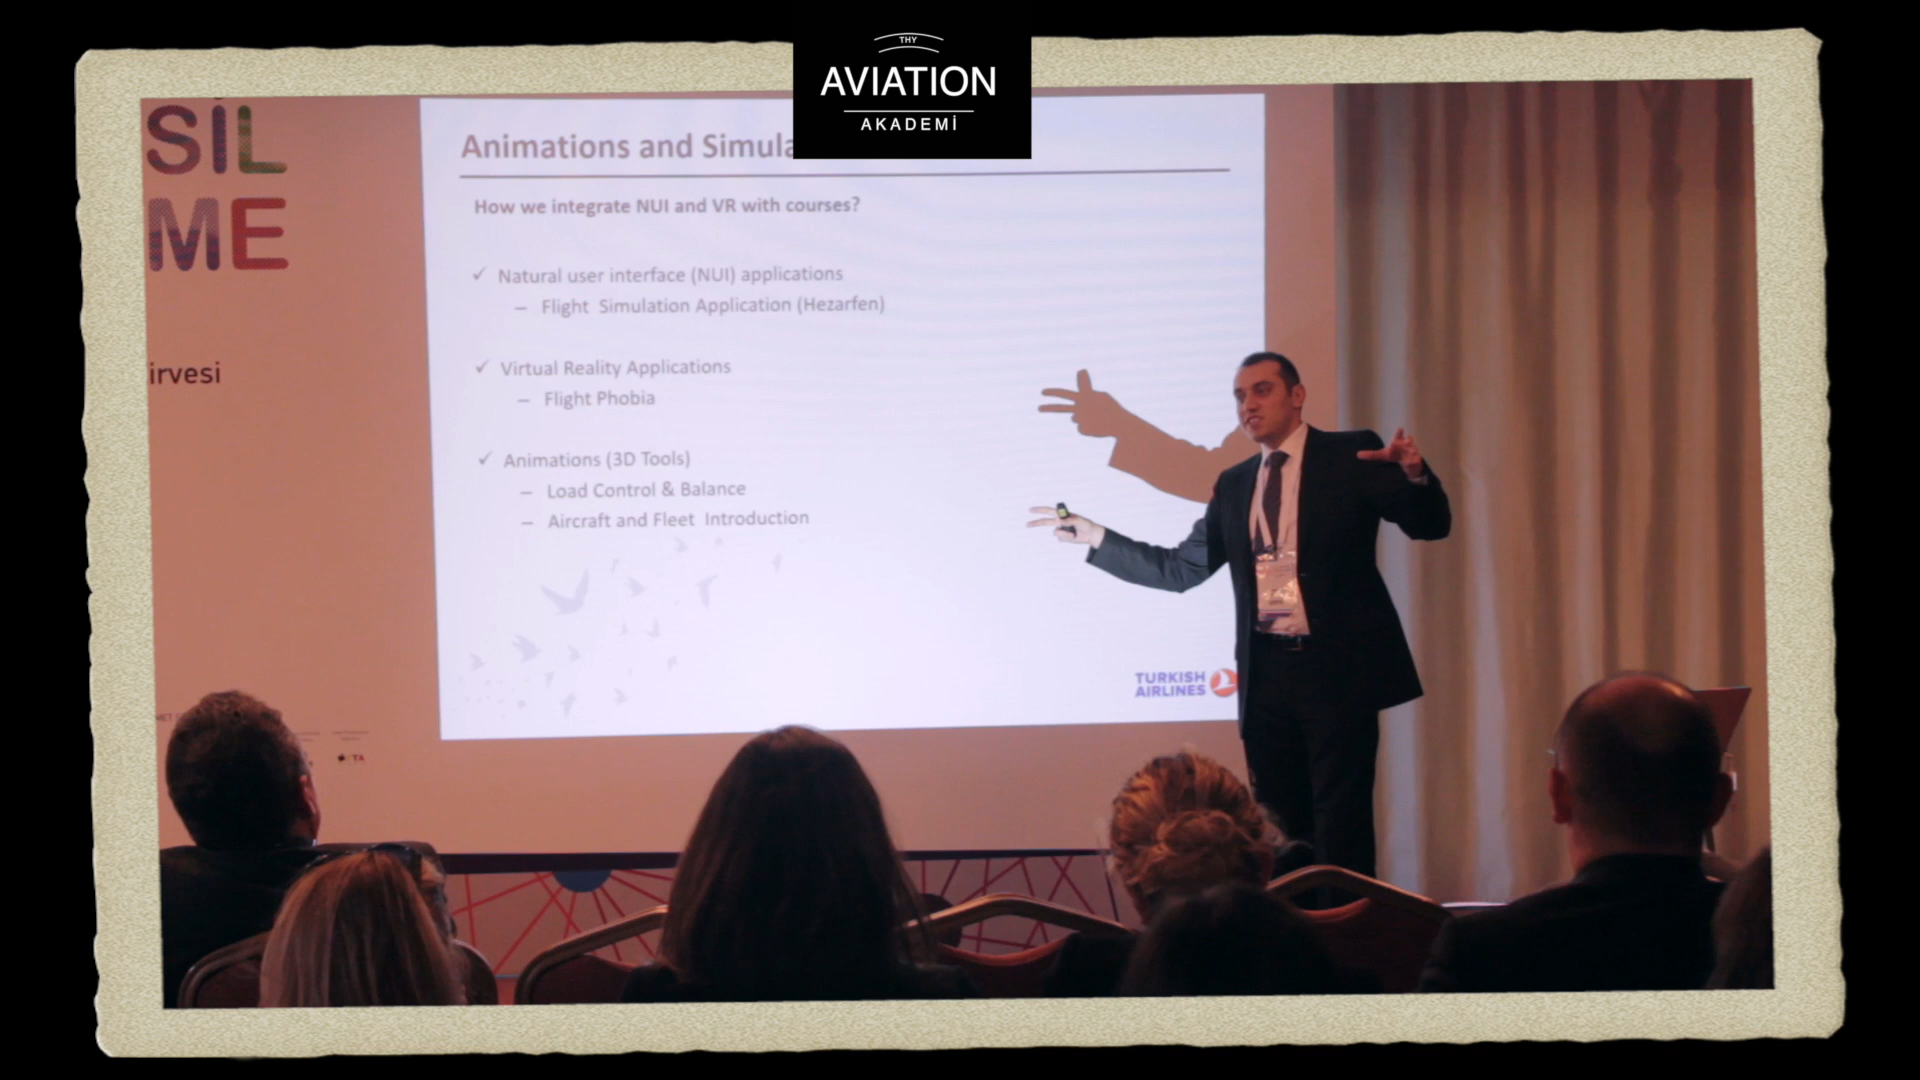 THY
AVIATION
AKADEMİ
SİL
ME
irvesi
Animations and Simula
How we integrate NUI and VR with courses?
✓ Natural user interface (NUI) applications
– Flight Simulation Application (Hezarfen)
✓ Virtual Reality Applications
– Flight Phobia
✓ Animations (3D Tools)
– Load Control & Balance
– Aircraft and Fleet Introduction
TURKISH
AIRLINES